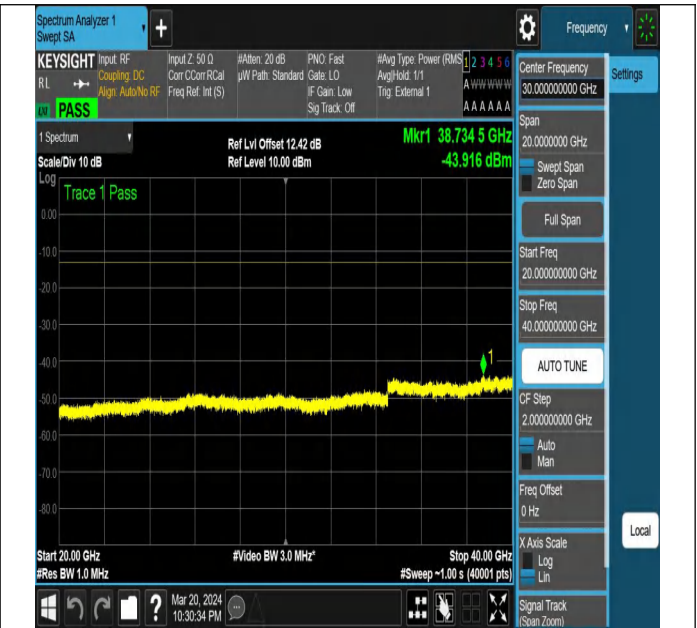 Spectrum Analyzer 1
Swept SA
Frequency
KEYSIGHT
RL
PASS
Input: RF
Coupling: DC
Align: Auto/No RF
Input Z: 50 Ω
Corr CCorr RCal
Freq Ref: Int (S)
#Atten: 20 dB
µW Path: Standard
PNO: Fast
Gate: LO
IF Gain: Low
Sig Track: Off
#Avg Type: Power (RMS
Avg|Hold: 1/1
Trig: External 1
1 2 3 4 5 6
A W W W W W
A A A A A A
1 Spectrum
Scale/Div 10 dB
Ref Lvl Offset 12.42 dB
Ref Level 10.00 dBm
Mkr1 38.734 5 GHz
-43.916 dBm
Log
Trace 1 Pass
0.00
-10.0
-20.0
-30.0
-40.0
-50.0
-60.0
-70.0
-80.0
1
Start 20.00 GHz
#Res BW 1.0 MHz
#Video BW 3.0 MHz*
Stop 40.00 GHz
#Sweep ~1.00 s (40001 pts)
Mar 20, 2024
10:30:34 PM
?
Center Frequency
30.000000000 GHz
Settings
Span
20.0000000 GHz
Swept Span
Zero Span
Full Span
Start Freq
20.000000000 GHz
Stop Freq
40.000000000 GHz
AUTO TUNE
CF Step
2.000000000 GHz
Auto
Man
Freq Offset
0 Hz
X Axis Scale
Log
Lin
Local
Signal Track
(Span Zoom)